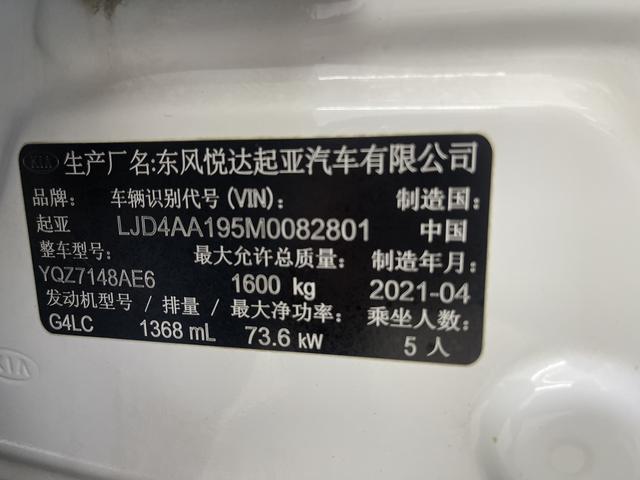 KIA 生产厂名:东风悦达起亚汽车有限公司
品牌: 车辆识别代号(VIN): 制造国:
起亚 LJD4AA195M0082801 中国
整车型号: 最大允许总质量: 制造年月:
YQZ7148AE6 1600 kg 2021-04
发动机型号 / 排量 / 最大净功率: 乘坐人数:
G4LC 1368 mL 73.6 kW 5 人
KIA